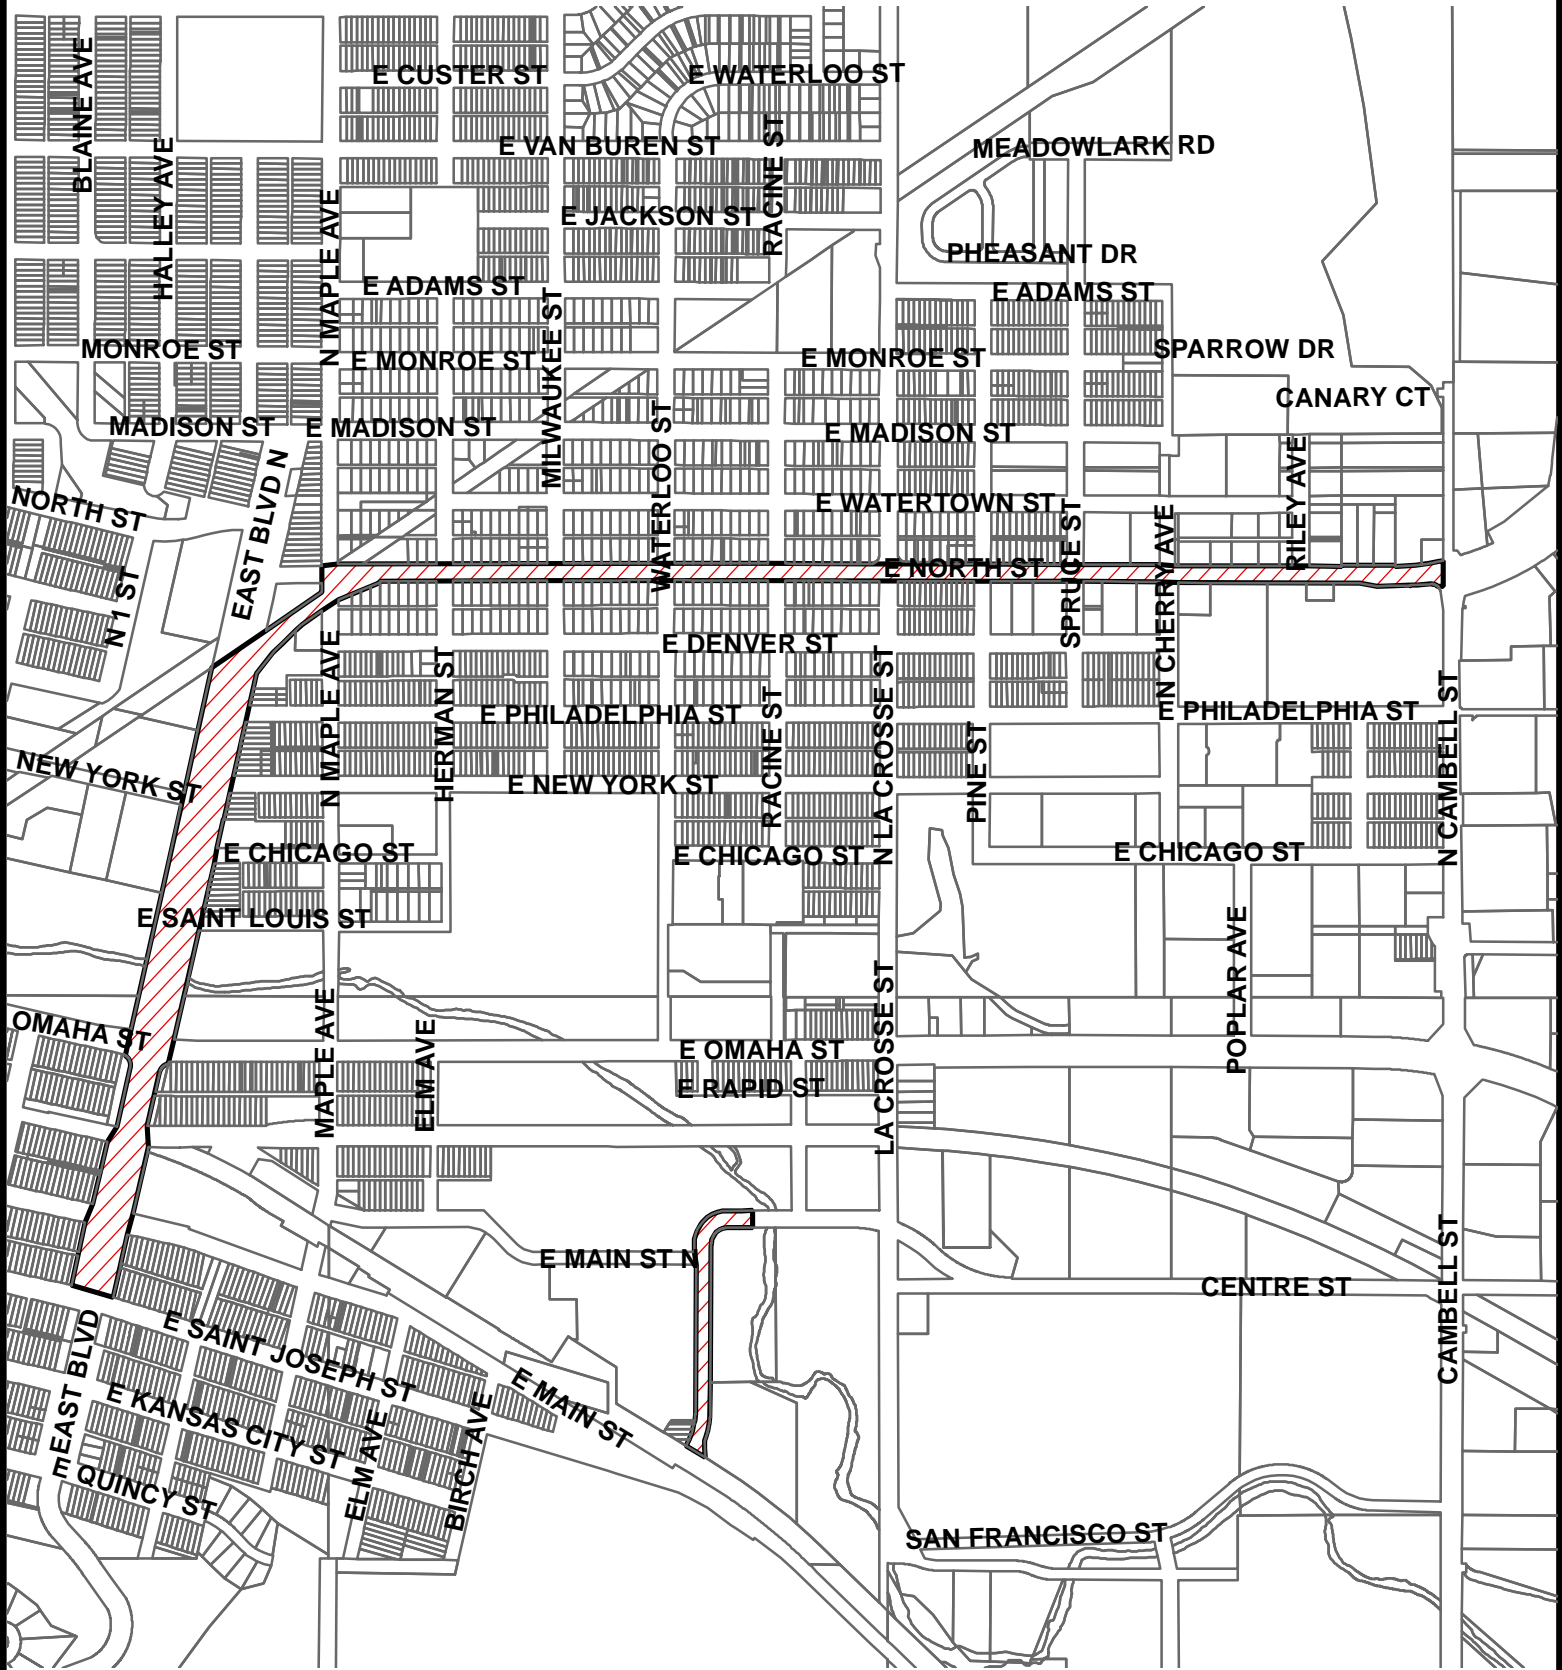 E CUSTER ST
E WATERLOO ST
BLAINE AVE
E VAN BUREN ST
RACINE ST
MEADOWLARK RD
HALLEY AVE
N MAPLE AVE
E JACKSON ST
PHEASANT DR
E ADAMS ST
E ADAMS ST
MILWAUKEE ST
MONROE ST
E MONROE ST
E MONROE ST
SPARROW DR
CANARY CT
MADISON ST
E MADISON ST
WATERLOO ST
E MADISON ST
EAST BLVD N
RILEY AVE
NORTH ST
E WATERTOWN ST
SPRUCE ST
N CHERRY AVE
E NORTH ST
N 1 ST
N MAPLE AVE
HERMAN ST
E DENVER ST
N LA CROSSE ST
N CAMBELL ST
E PHILADELPHIA ST
RACINE ST
E PHILADELPHIA ST
PINE ST
NEW YORK ST
E NEW YORK ST
E CHICAGO ST
E CHICAGO ST
E CHICAGO ST
E SAINT LOUIS ST
POPLAR AVE
OMAHA ST
MAPLE AVE
ELM AVE
E OMAHA ST
LA CROSSE ST
E RAPID ST
E MAIN ST N
CENTRE ST
CAMBELL ST
EAST BLVD
E SAINT JOSEPH ST
E MAIN ST
E KANSAS CITY ST
ELM AVE
BIRCH AVE
E QUINCY ST
SAN FRANCISCO ST